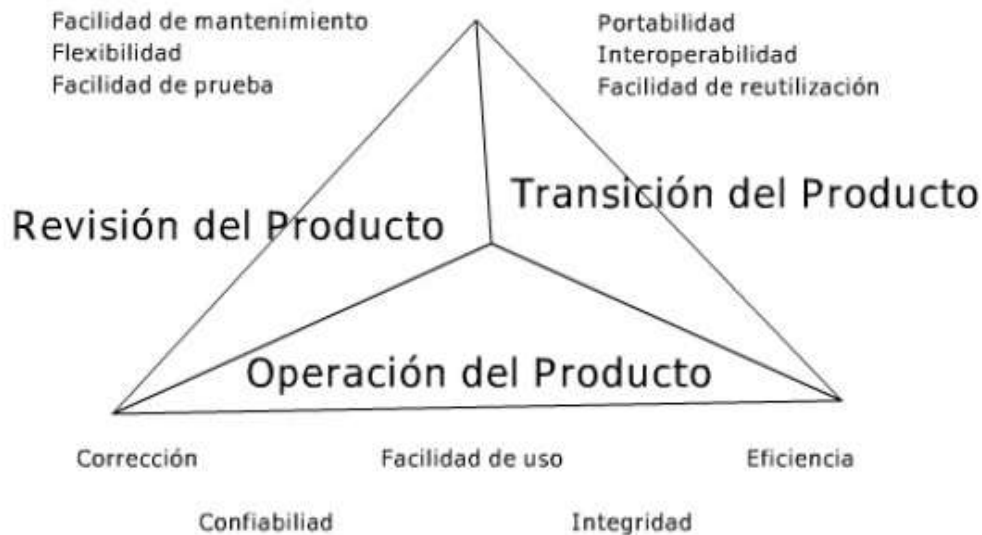 Facilidad de mantenimiento
Flexibilidad
Facilidad de prueba
Portabilidad
Interoperabilidad
Facilidad de reutilización
Revisión del Producto
Transición del Producto
Operación del Producto
Corrección
Facilidad de uso
Eficiencia
Confiabiliad
Integridad